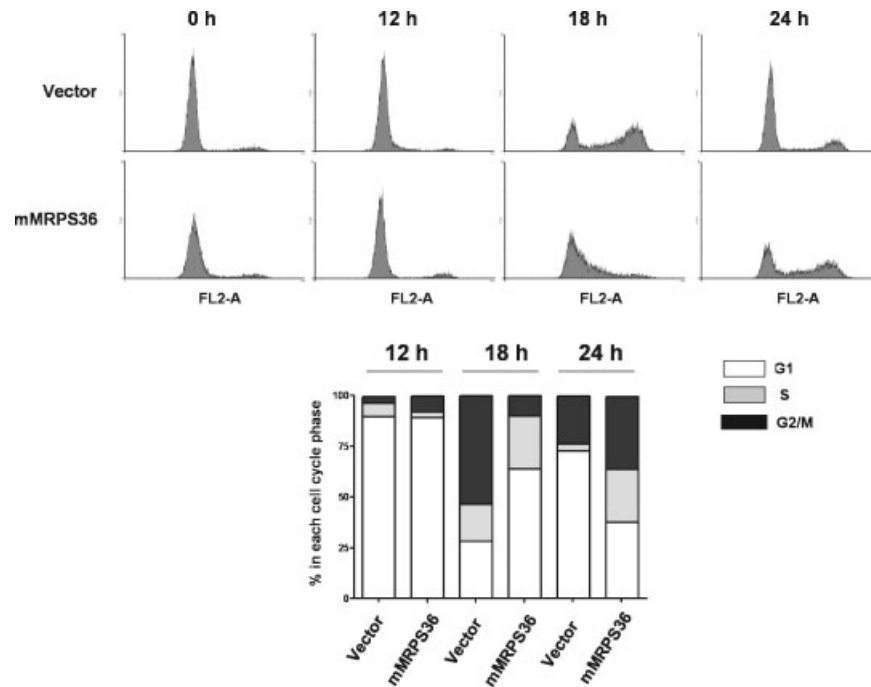 0 h 12 h 18 h 24 h
Vector
mMRPS36
FL2-A FL2-A FL2-A FL2-A
12 h 18 h 24 h
G1
S
G2/M
% in each cell cycle phase
100
75
50
25
0
Vector mMRPS36 Vector mMRPS36 Vector mMRPS36